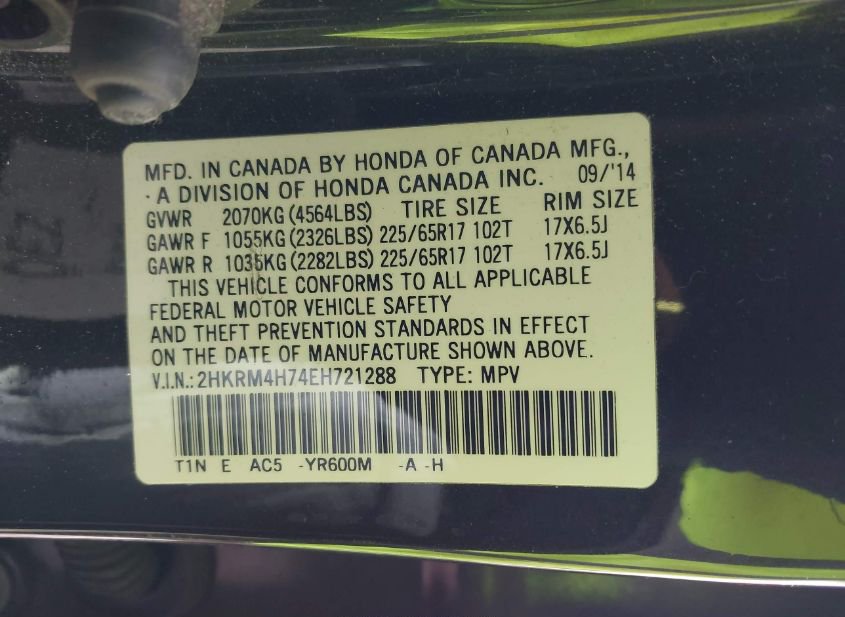 MFD. IN CANADA BY HONDA OF CANADA MFG.,
A DIVISION OF HONDA CANADA INC. 09/'14
GVWR 2070KG (4564LBS) TIRE SIZE RIM SIZE
GAWR F 1055KG (2326LBS) 225/65R17 102T 17X6.5J
GAWR R 1035KG (2282LBS) 225/65R17 102T 17X6.5J
THIS VEHICLE CONFORMS TO ALL APPLICABLE
FEDERAL MOTOR VEHICLE SAFETY
AND THEFT PREVENTION STANDARDS IN EFFECT
ON THE DATE OF MANUFACTURE SHOWN ABOVE.
V.I.N.: 2HKRM4H74EH721288 TYPE: MPV
T1N E AC5 -YR600M -A -H